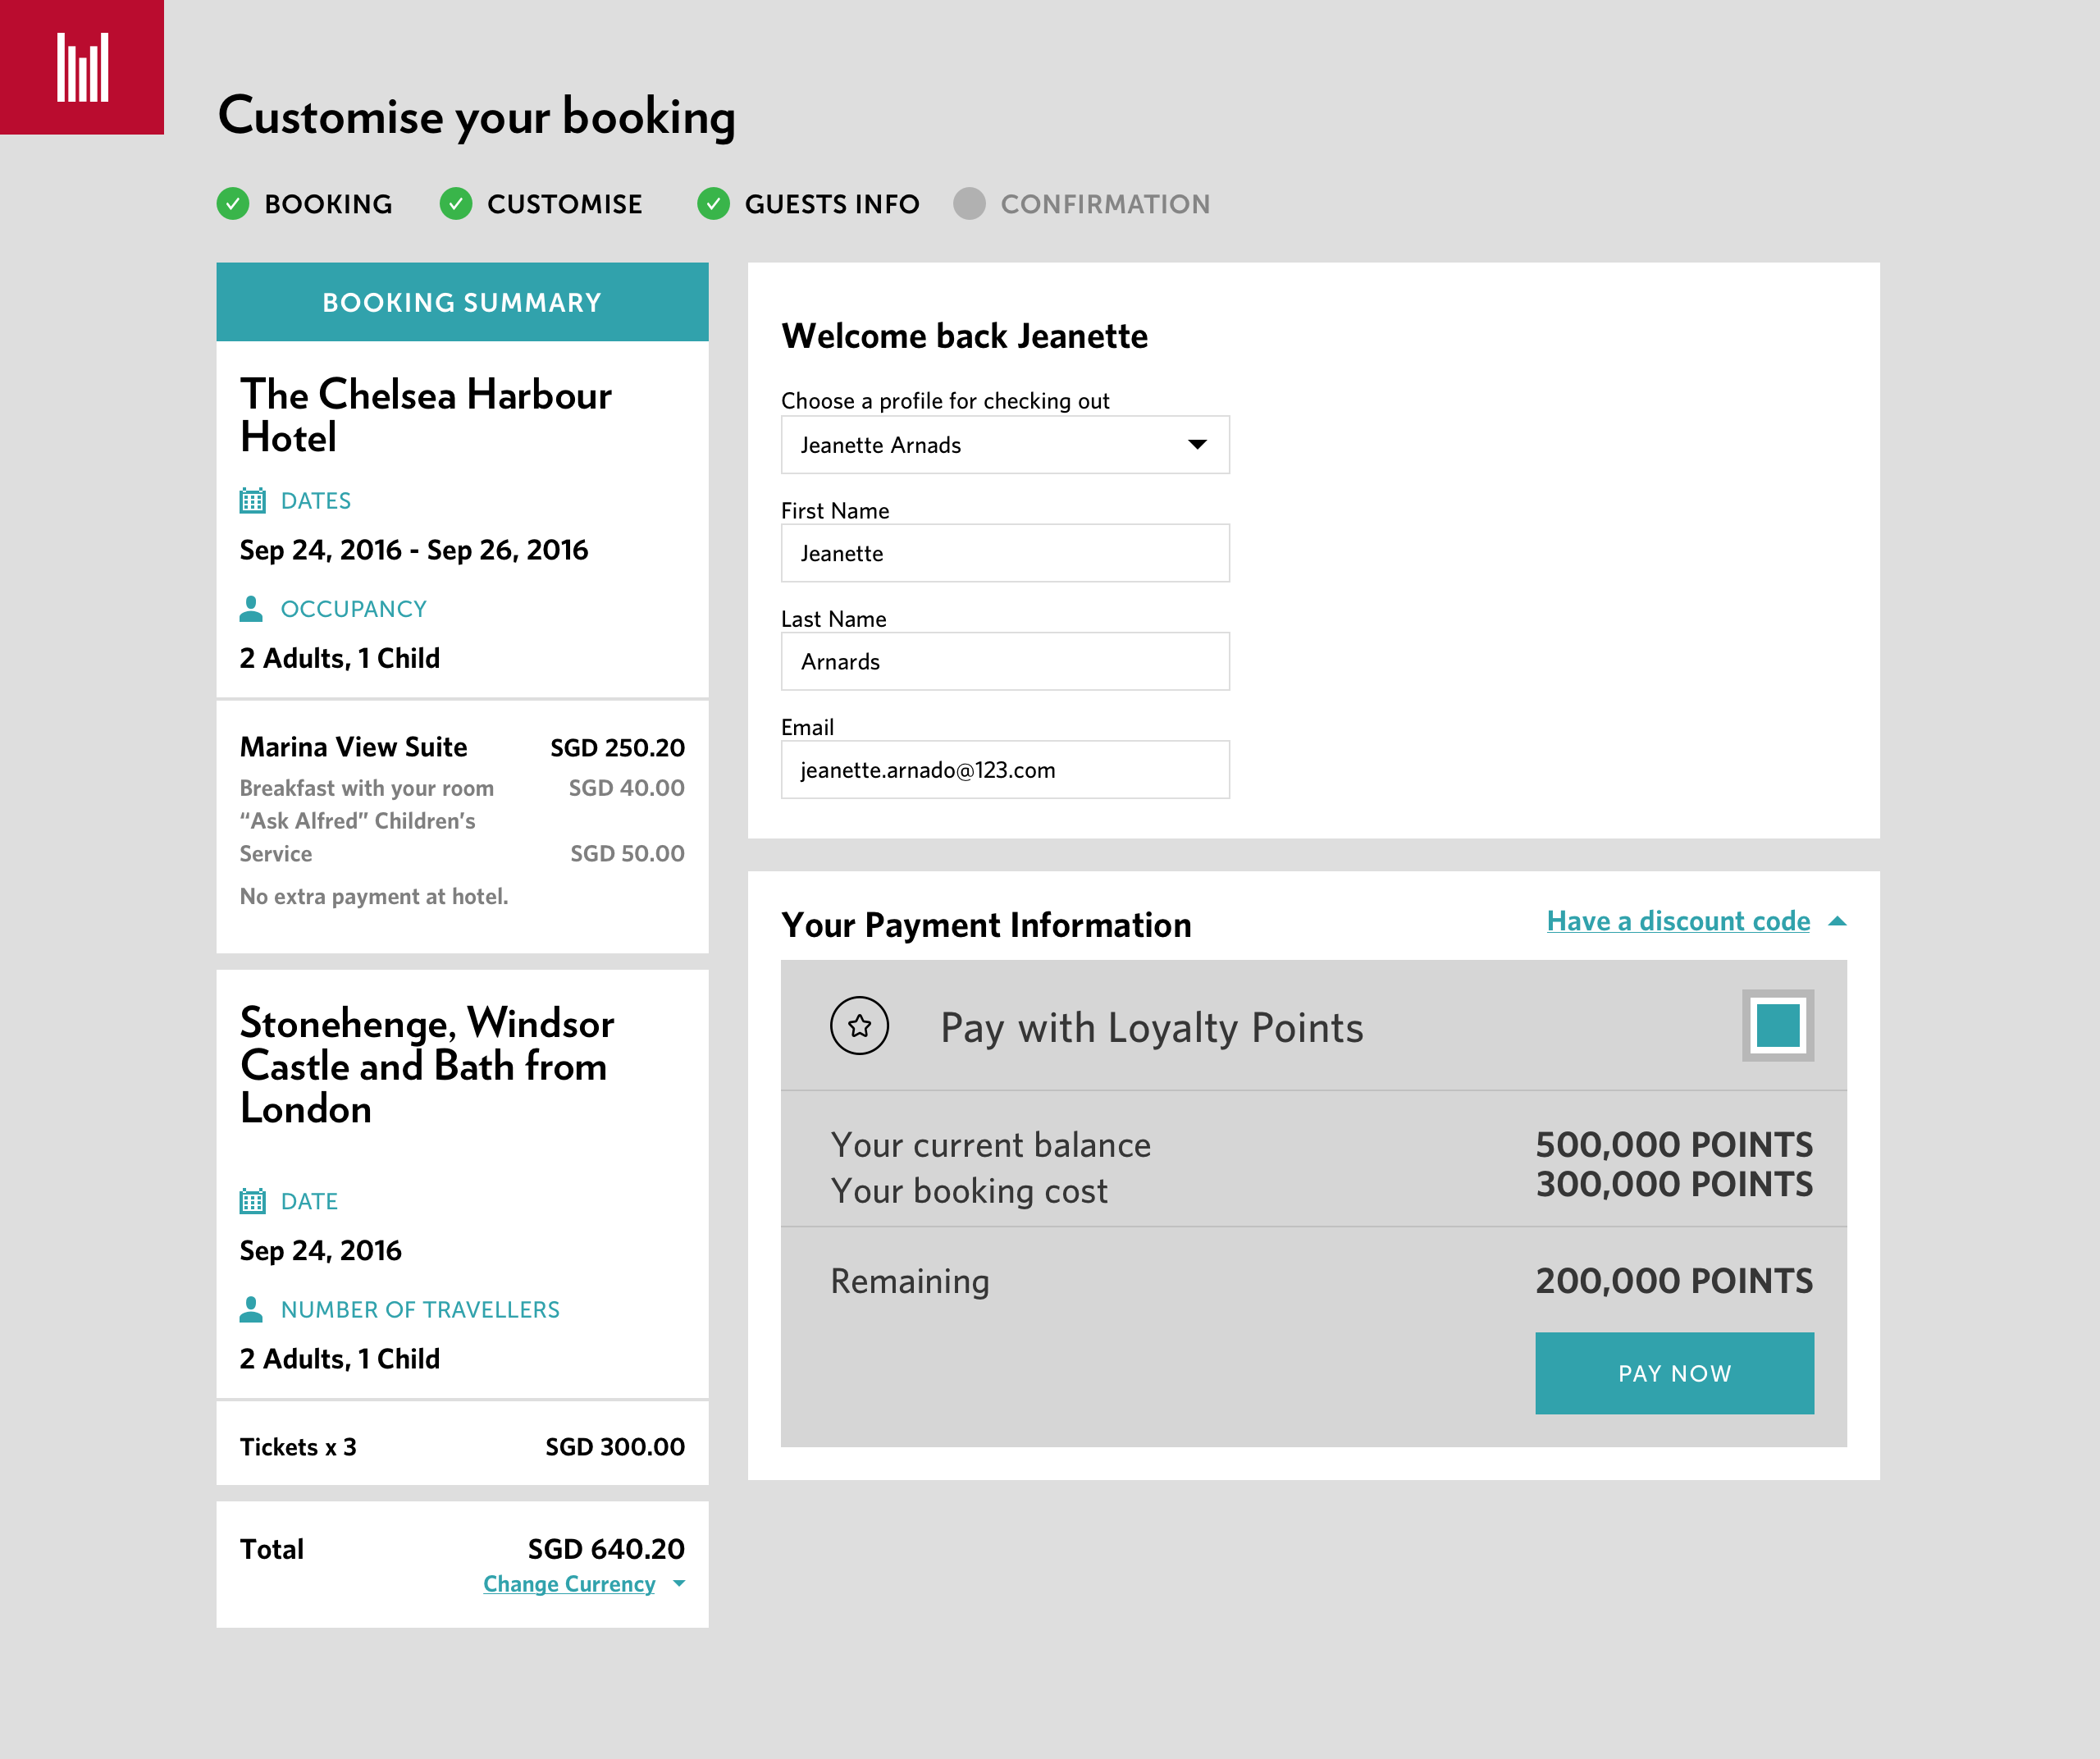 Customise your booking
BOOKING
CUSTOMISE
GUESTS INFO
CONFIRMATION
BOOKING SUMMARY
The Chelsea Harbour
Hotel
DATES
Sep 24, 2016 - Sep 26, 2016
OCCUPANCY
2 Adults, 1 Child
Marina View Suite SGD 250.20
Breakfast with your room SGD 40.00
“Ask Alfred” Children’s
Service SGD 50.00
No extra payment at hotel.
Stonehenge, Windsor
Castle and Bath from
London
DATE
Sep 24, 2016
NUMBER OF TRAVELLERS
2 Adults, 1 Child
Tickets x 3 SGD 300.00
Total SGD 640.20
Change Currency
Welcome back Jeanette
Choose a profile for checking out
Jeanette Arnads
First Name
Jeanette
Last Name
Arnards
Email
jeanette.arnado@123.com
Your Payment Information
Have a discount code
Pay with Loyalty Points
Your current balance 500,000 POINTS
Your booking cost 300,000 POINTS
Remaining 200,000 POINTS
PAY NOW